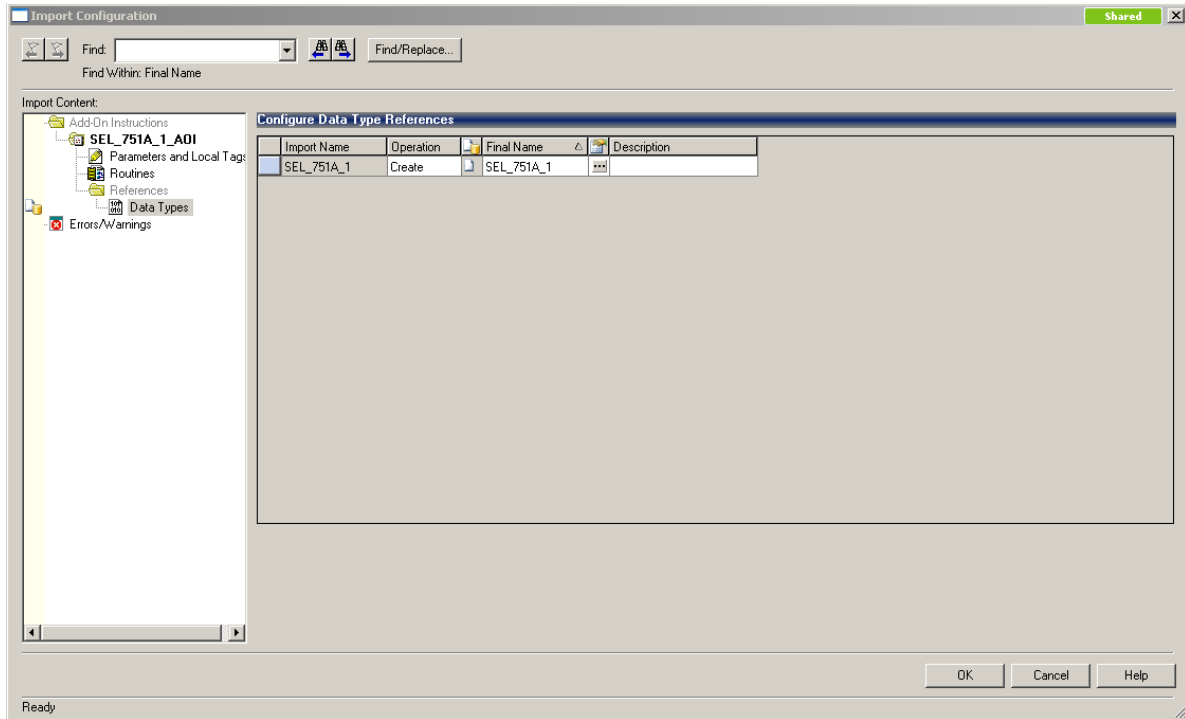 Import Configuration
Shared
Find:
Find/Replace...
Find Within: Final Name
Import Content:
Add-On Instructions
SEL_751A_1_AOI
Parameters and Local Tags
Routines
References
Data Types
Errors/Warnings
Configure Data Type References
Import Name Operation Final Name Description
SEL_751A_1 Create SEL_751A_1 ...
OK Cancel Help
Ready